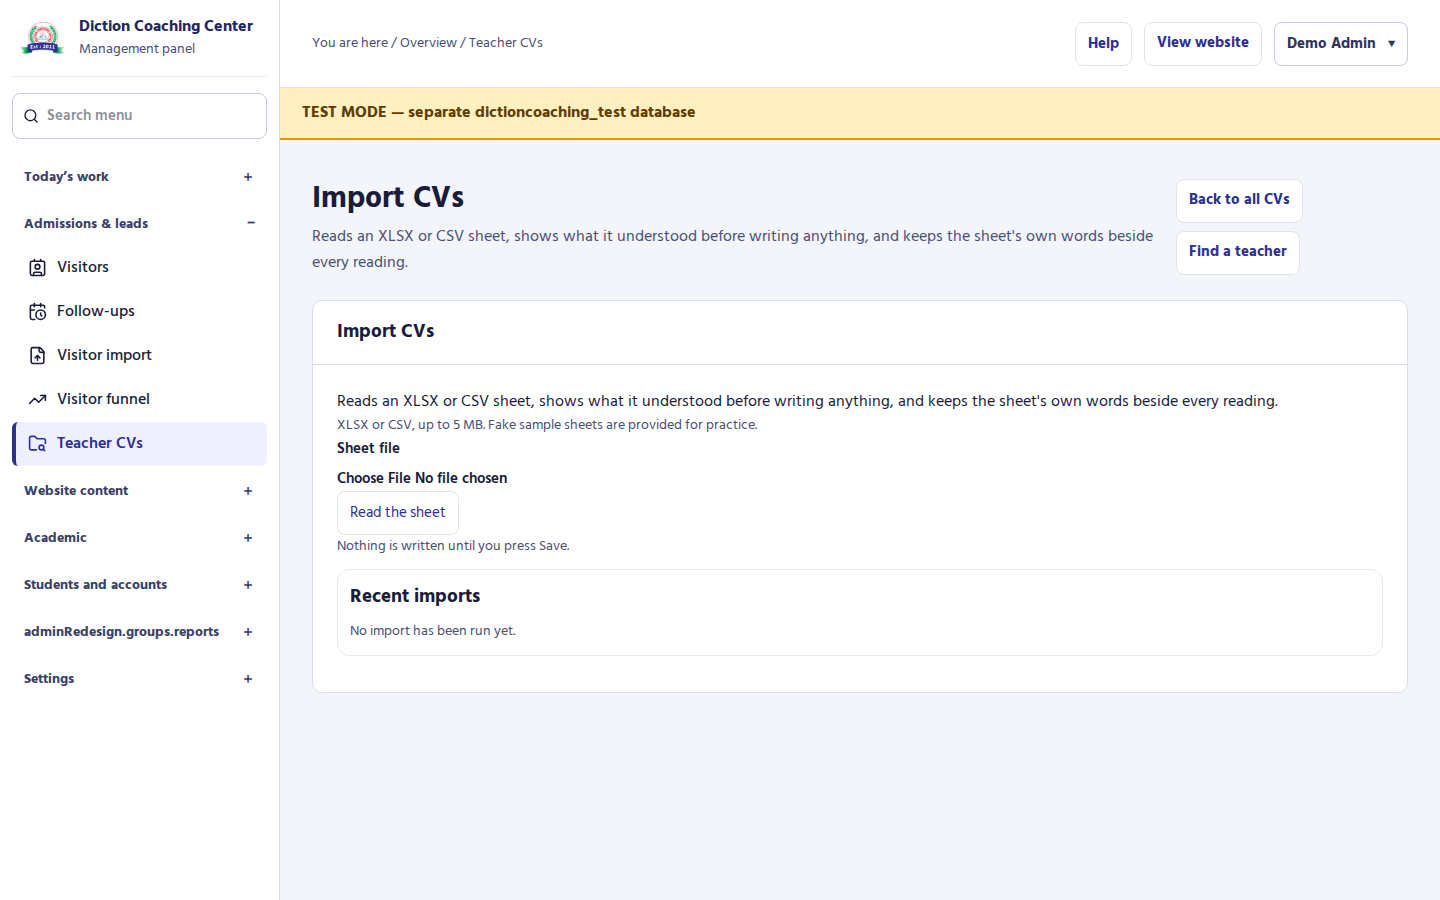 Diction Coaching Center
Management panel
Est : 2011
Search menu
Today's work +
Admissions & leads −
Visitors
Follow-ups
Visitor import
Visitor funnel
Teacher CVs
Website content +
Academic +
Students and accounts +
adminRedesign.groups.reports +
Settings +
You are here / Overview / Teacher CVs
Help
View website
Demo Admin ▾
TEST MODE — separate dictioncoaching_test database
Import CVs
Reads an XLSX or CSV sheet, shows what it understood before writing anything, and keeps the sheet's own words beside
every reading.
Back to all CVs
Find a teacher
Import CVs
Reads an XLSX or CSV sheet, shows what it understood before writing anything, and keeps the sheet's own words beside every reading.
XLSX or CSV, up to 5 MB. Fake sample sheets are provided for practice.
Sheet file
Choose File No file chosen
Read the sheet
Nothing is written until you press Save.
Recent imports
No import has been run yet.